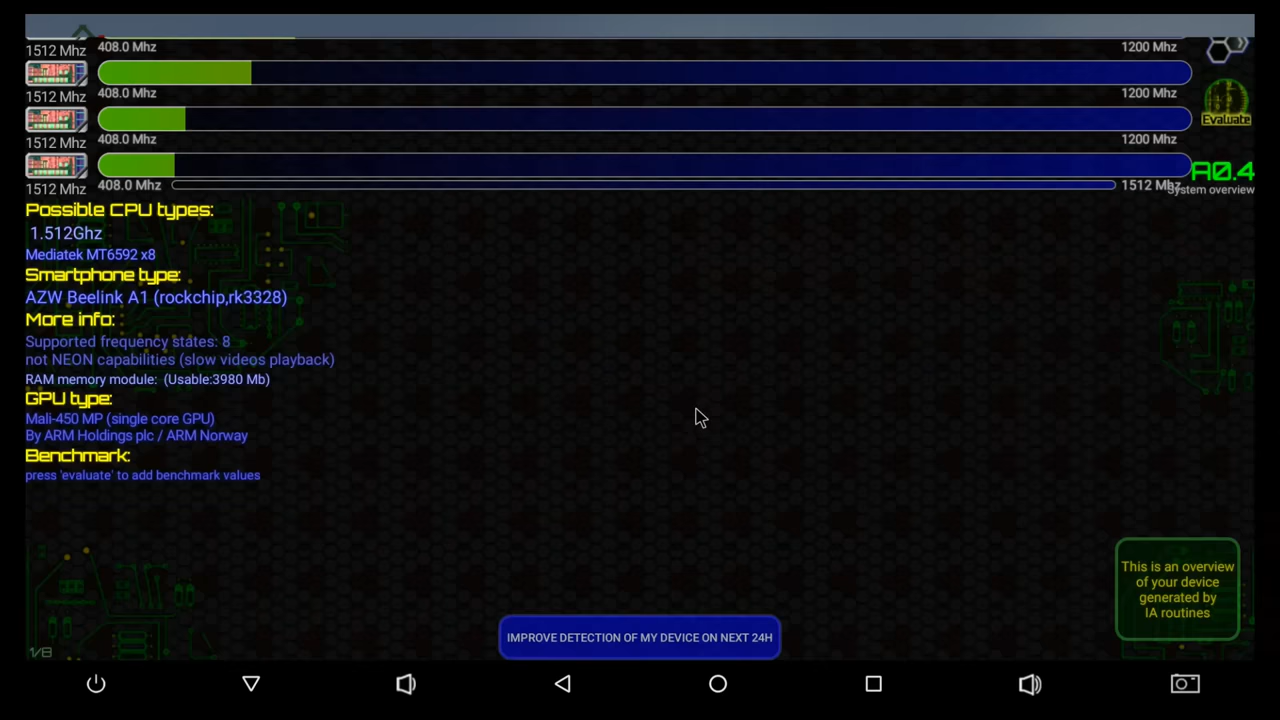 1512 Mhz 408.0 Mhz 1200 Mhz
1512 Mhz 408.0 Mhz 1200 Mhz
Evaluate
1512 Mhz 408.0 Mhz 1200 Mhz
A0.4
1512 Mhz 408.0 Mhz 1512 Mhz
System overview
Possible CPU types:
1.512Ghz
Mediatek MT6592 x8
Smartphone type:
AZW Beelink A1 (rockchip,rk3328)
More info:
Supported frequency states: 8
not NEON capabilities (slow videos playback)
RAM memory module: (Usable:3980 Mb)
GPU type:
Mali-450 MP (single core GPU)
By ARM Holdings plc / ARM Norway
Benchmark:
press 'evaluate' to add benchmark values
This is an overview
of your device
generated by
IA routines
IMPROVE DETECTION OF MY DEVICE ON NEXT 24H
1/8